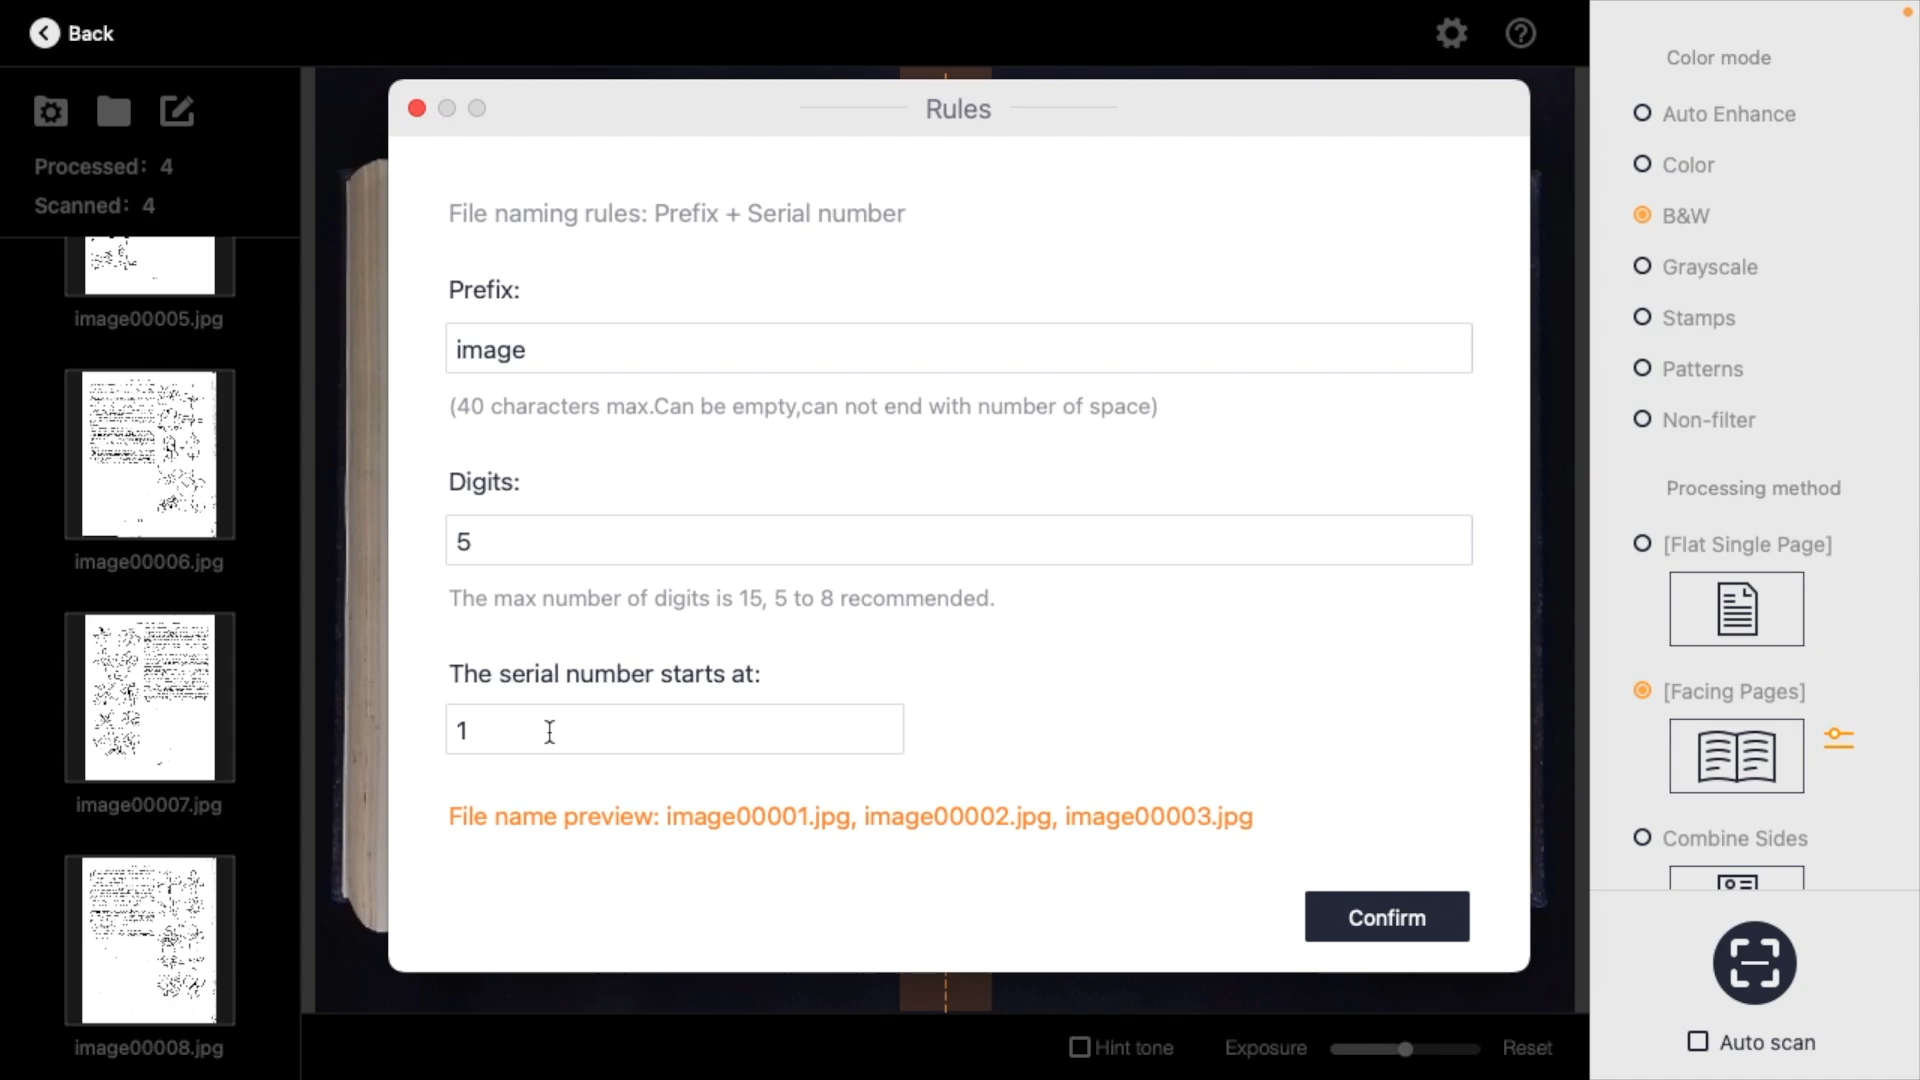 Back
Processed: 4
Scanned: 4
image00005.jpg
image00006.jpg
image00007.jpg
image00008.jpg
Rules
File naming rules: Prefix + Serial number
Prefix:
image
(40 characters max.Can be empty,can not end with number of space)
Digits:
5
The max number of digits is 15, 5 to 8 recommended.
The serial number starts at:
1
File name preview: image00001.jpg, image00002.jpg, image00003.jpg
Confirm
Hint tone
Exposure
Reset
Color mode
Auto Enhance
Color
B&W
Grayscale
Stamps
Patterns
Non-filter
Processing method
[Flat Single Page]
[Facing Pages]
Combine Sides
Auto scan